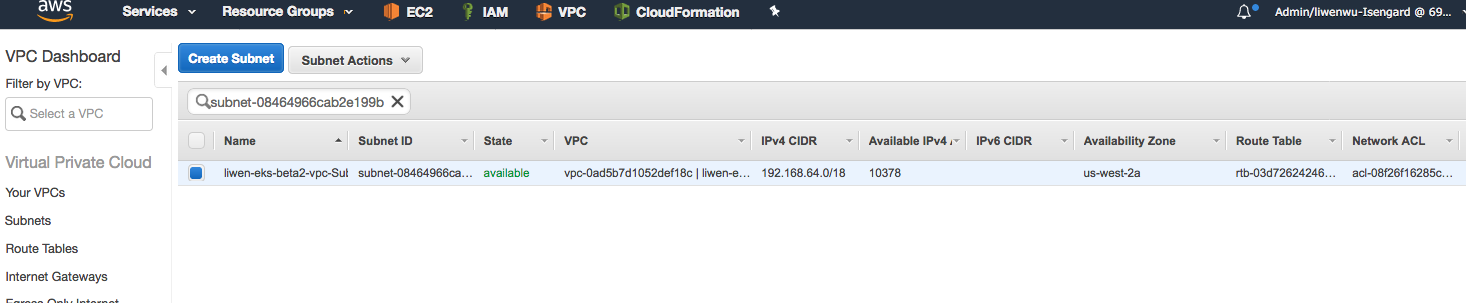 aws Services Resource Groups EC2 IAM VPC CloudFormation Admin/liwenwu-Isengard @ 69...
VPC Dashboard
Filter by VPC:
Select a VPC
Virtual Private Cloud
Your VPCs
Subnets
Route Tables
Internet Gateways
Egress Only Internet
Create Subnet Subnet Actions
subnet-08464966cab2e199b
Name Subnet ID State VPC IPv4 CIDR Available IPv4 IPv6 CIDR Availability Zone Route Table Network ACL
liwen-eks-beta2-vpc-Sub subnet-08464966ca... available vpc-0ad5b7d1052def18c | liwen-e... 192.168.64.0/18 10378 us-west-2a rtb-03d72624246... acl-08f26f16285c...